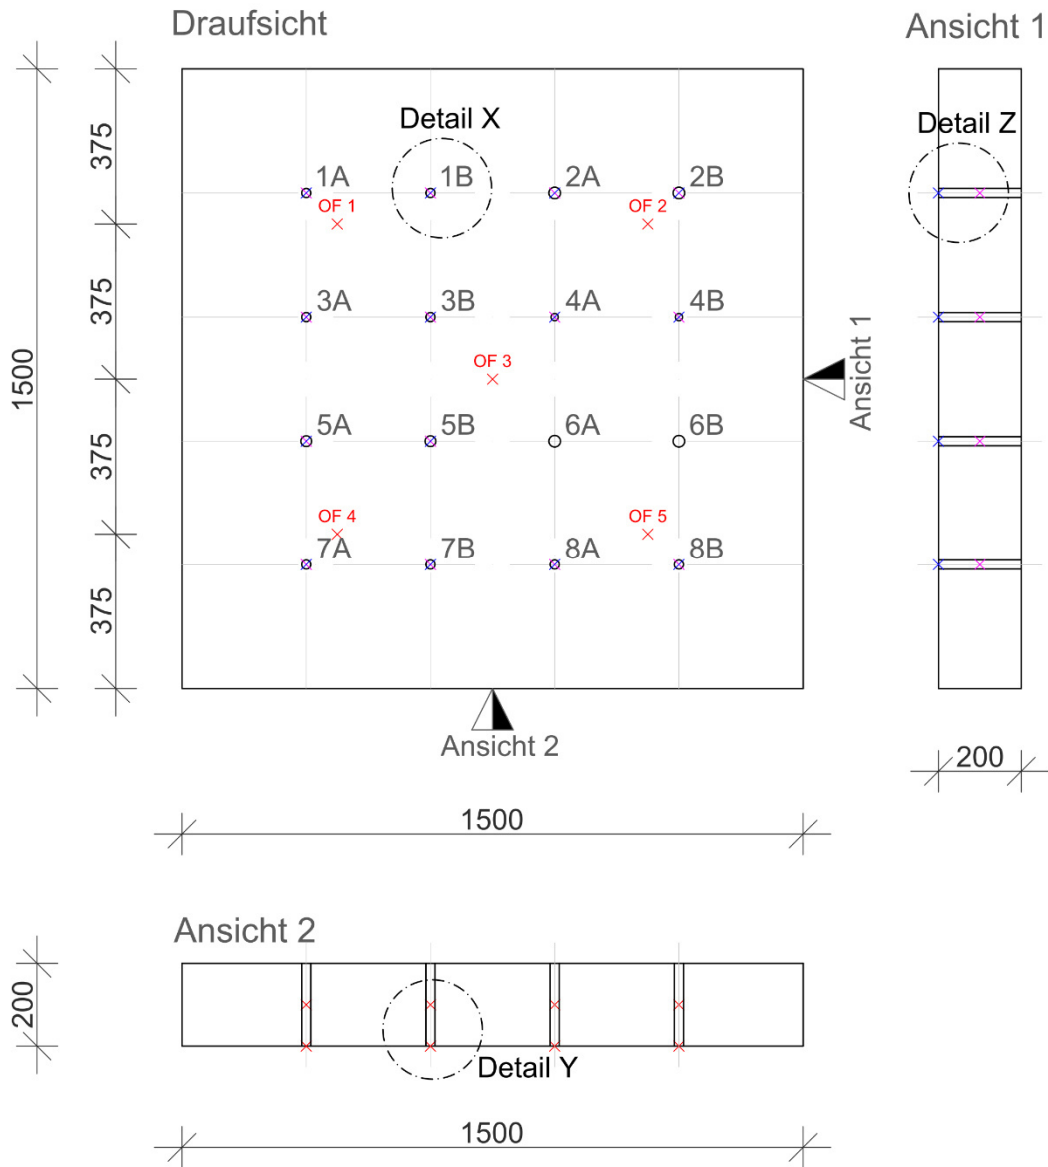 Draufsicht
Ansicht 1
Detail X
Detail Z
375
1A
1B
2A
2B
OF 1
OF 2
375
3A
3B
4A
4B
1500
OF 3
Ansicht 1
375
5A
5B
6A
6B
OF 4
OF 5
7A
7B
8A
8B
375
Ansicht 2
200
1500
Ansicht 2
200
Detail Y
1500